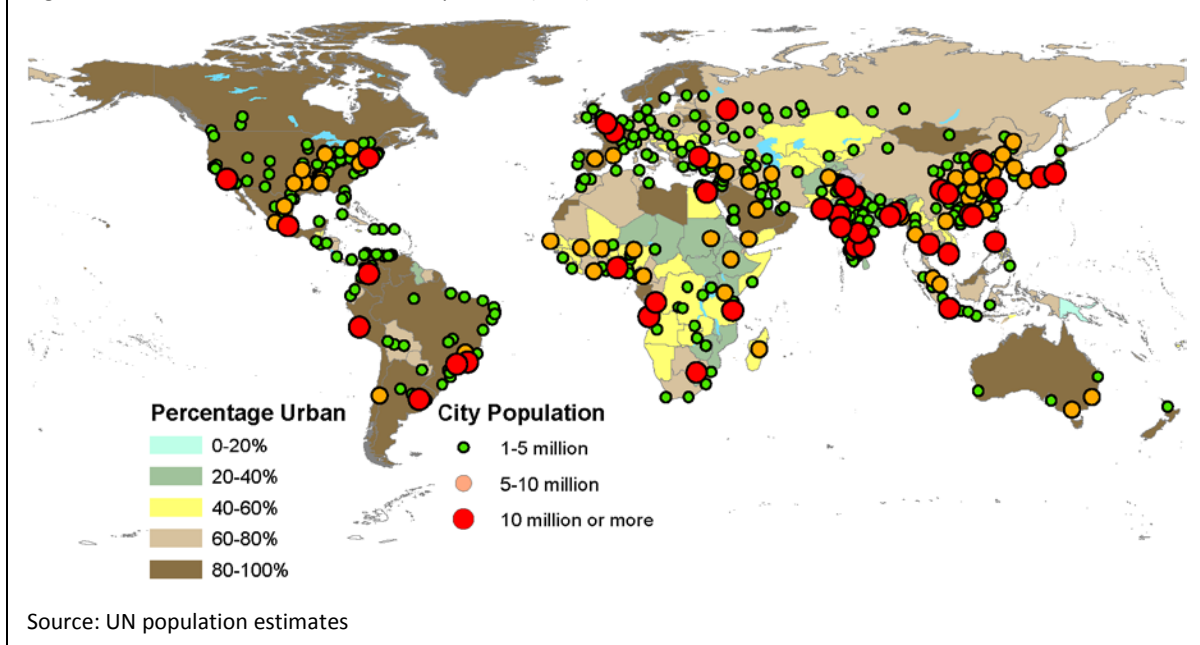 Percentage Urban
0-20%
20-40%
40-60%
60-80%
80-100%
City Population
1-5 million
5-10 million
10 million or more
Source: UN population estimates